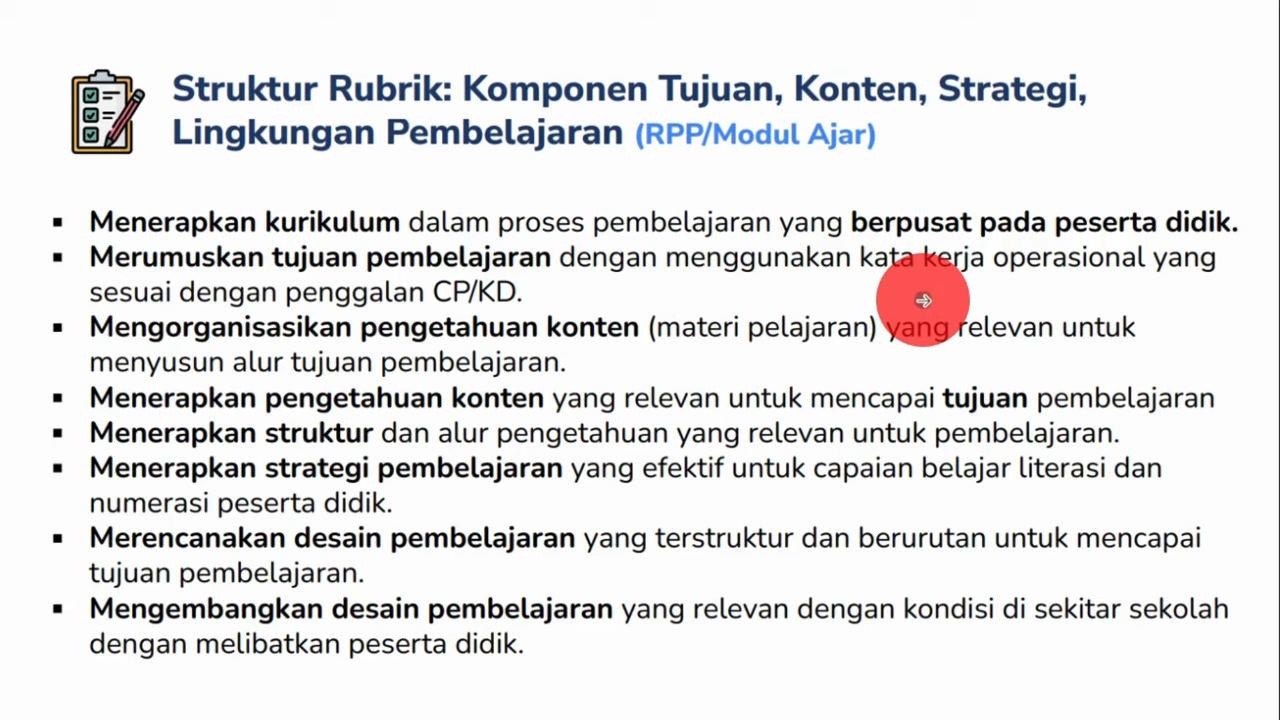 Struktur Rubrik: Komponen Tujuan, Konten, Strategi,
Lingkungan Pembelajaran (RPP/Modul Ajar)
▪ Menerapkan kurikulum dalam proses pembelajaran yang berpusat pada peserta didik.
▪ Merumuskan tujuan pembelajaran dengan menggunakan kata kerja operasional yang
sesuai dengan penggalan CP/KD.
▪ Mengorganisasikan pengetahuan konten (materi pelajaran) yang relevan untuk
menyusun alur tujuan pembelajaran.
▪ Menerapkan pengetahuan konten yang relevan untuk mencapai tujuan pembelajaran
▪ Menerapkan struktur dan alur pengetahuan yang relevan untuk pembelajaran.
▪ Menerapkan strategi pembelajaran yang efektif untuk capaian belajar literasi dan
numerasi peserta didik.
▪ Merencanakan desain pembelajaran yang terstruktur dan berurutan untuk mencapai
tujuan pembelajaran.
▪ Mengembangkan desain pembelajaran yang relevan dengan kondisi di sekitar sekolah
dengan melibatkan peserta didik.